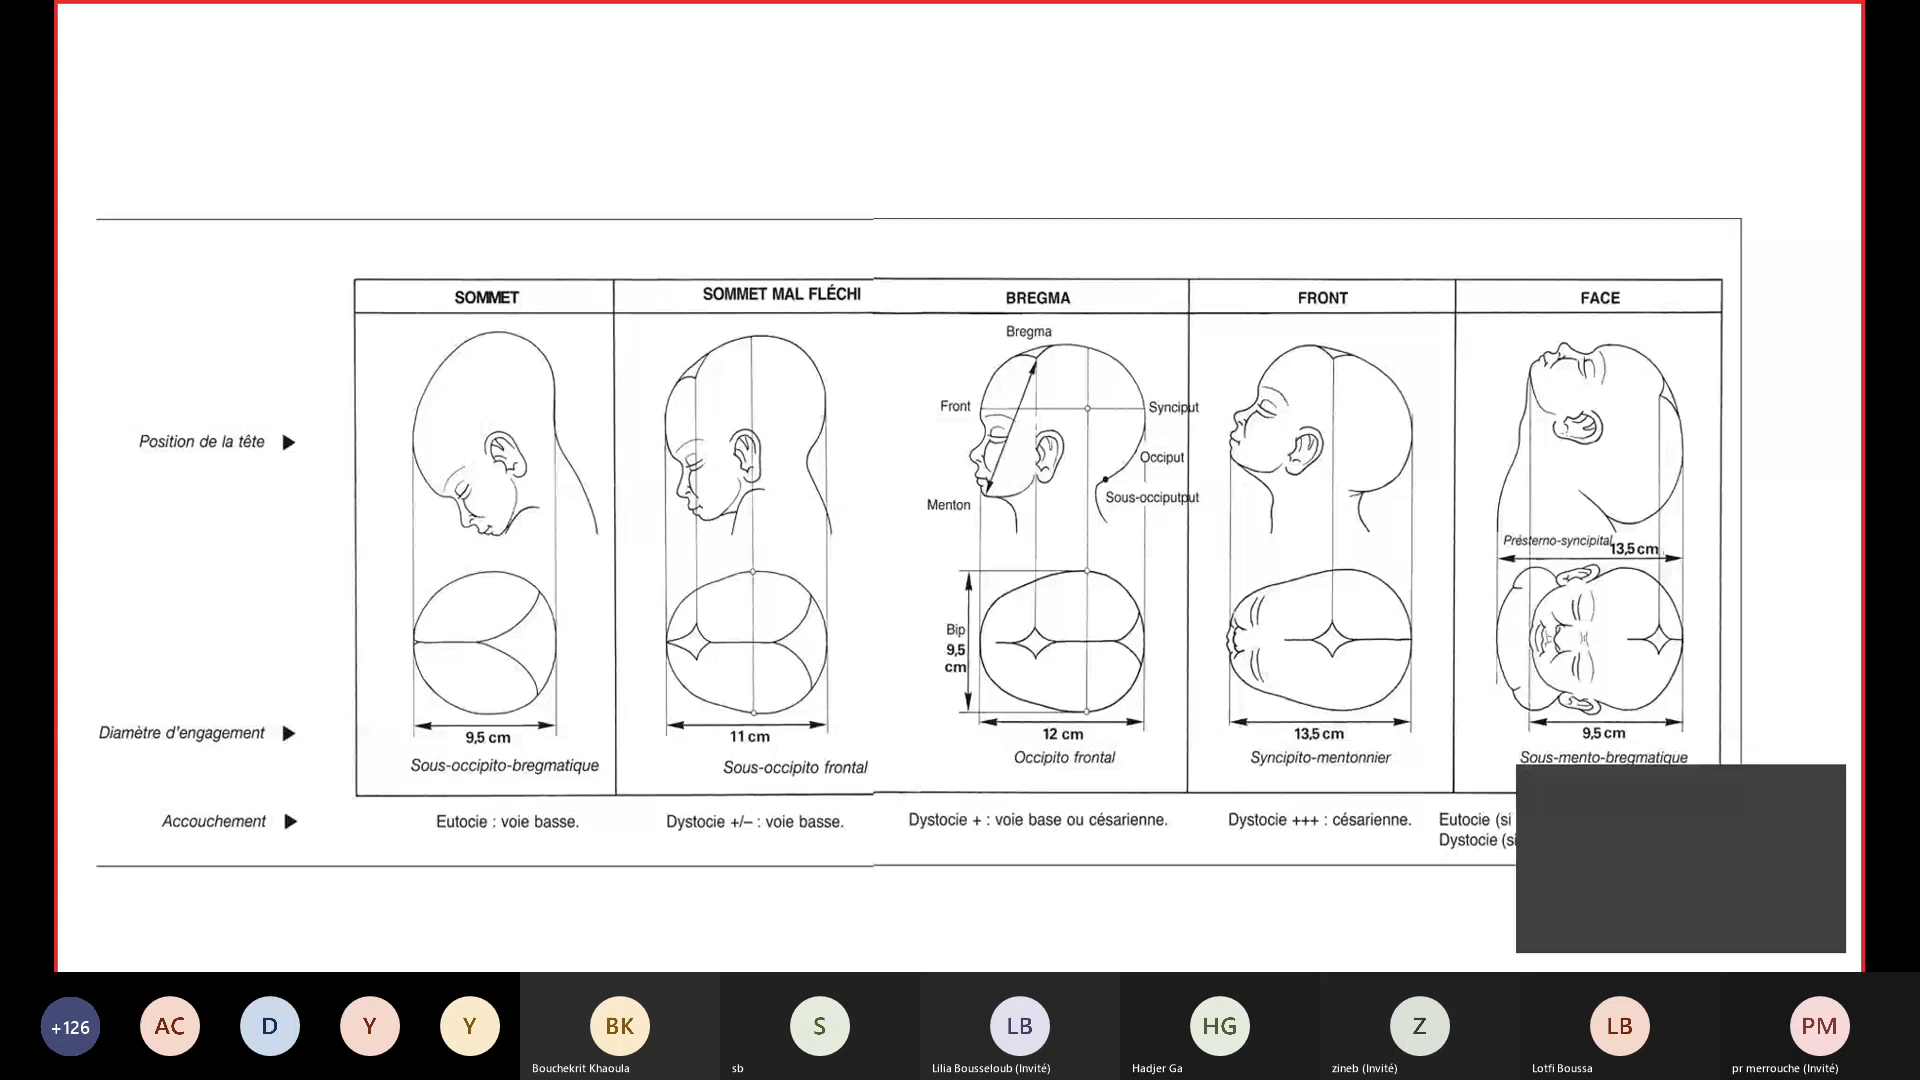 SOMMET
SOMMET MAL FLÉCHI
BREGMA
FRONT
FACE
Bregma
Front
Synciput
Position de la tête
Occiput
Sous-occiputput
Menton
Présterno-syncipital
13,5 cm
Bip
9,5
cm
Diamètre d'engagement
9,5 cm
11 cm
12 cm
13,5 cm
9,5 cm
Sous-occipito-bregmatique
Sous-occipito frontal
Occipito frontal
Syncipito-mentonnier
Sous-mento-bregmatique
Accouchement
Eutocie : voie basse.
Dystocie +/– : voie basse.
Dystocie + : voie base ou césarienne.
Dystocie +++ : césarienne.
Eutocie (si
Dystocie (si
+126
AC
D
Y
Y
BK
S
LB
HG
Z
LB
PM
Bouchekrit Khaoula
sb
Lilia Bousseloub (Invité)
Hadjer Ga
zineb (Invité)
Lotfi Boussa
pr merrouche (Invité)